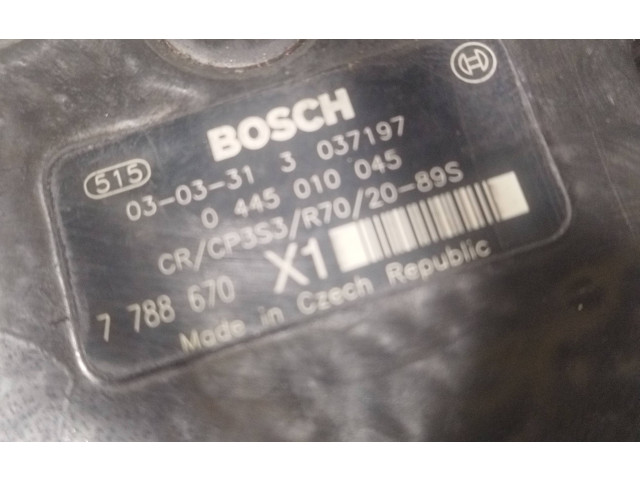 BOSCH
515
03-03-31 3 037197
0 445 010 045
CR/CP3S3/R70/20-89S
7 788 670 X1
Made in Czech Republic